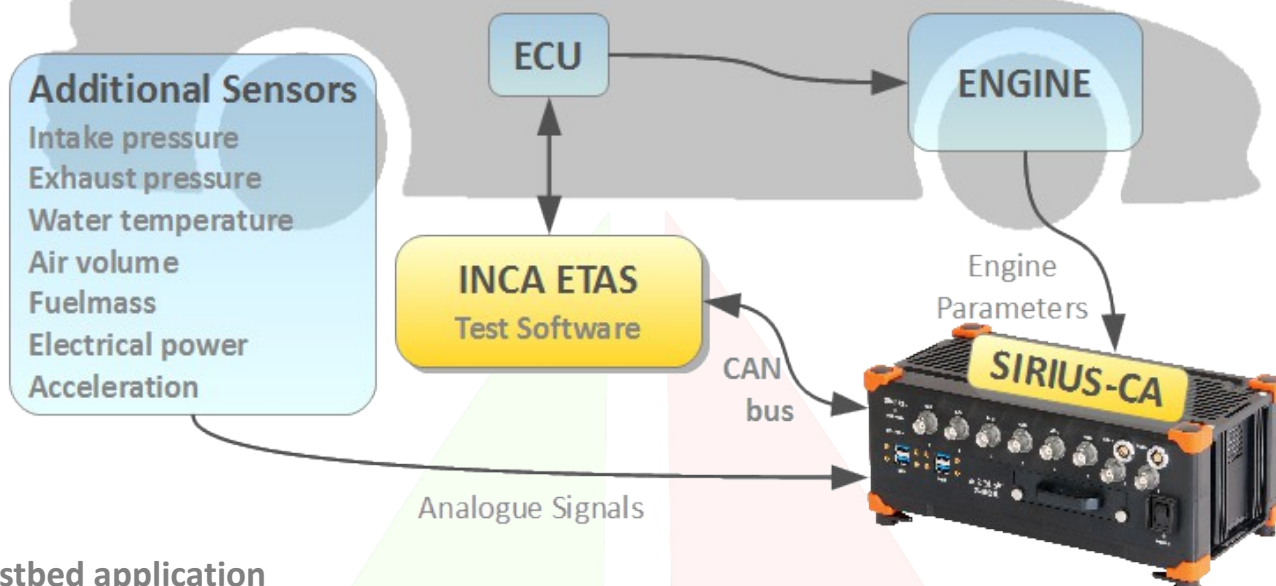 ECU
ENGINE
Additional Sensors
Intake pressure
Exhaust pressure
Water temperature
Air volume
Fuelmass
Electrical power
Acceleration
INCA ETAS
Test Software
Engine
Parameters
CAN
bus
SIRIUS-CA
Analogue Signals
stbed application